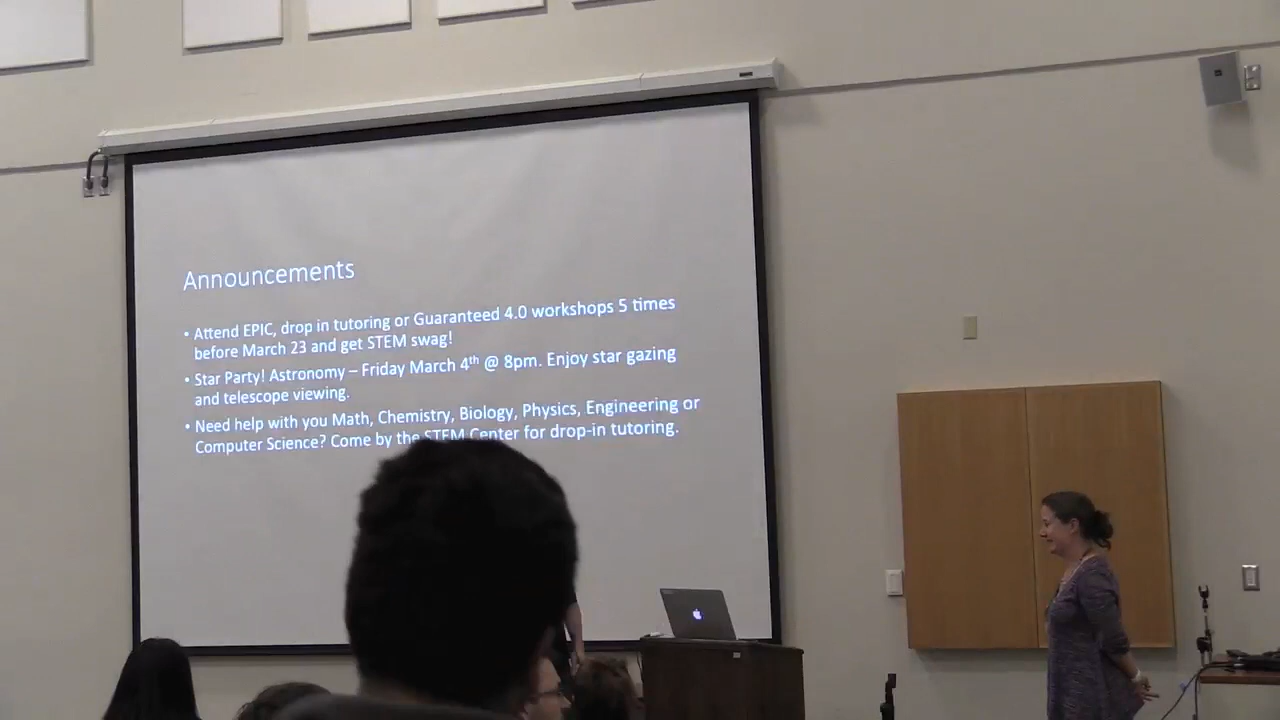 Announcements
• Attend EPIC, drop in tutoring or Guaranteed 4.0 workshops 5 times
before March 23 and get STEM swag!
• Star Party! Astronomy – Friday March 4th @ 8pm. Enjoy star gazing
and telescope viewing.
• Need help with you Math, Chemistry, Biology, Physics, Engineering or
Computer Science? Come by the STEM Center for drop-in tutoring.